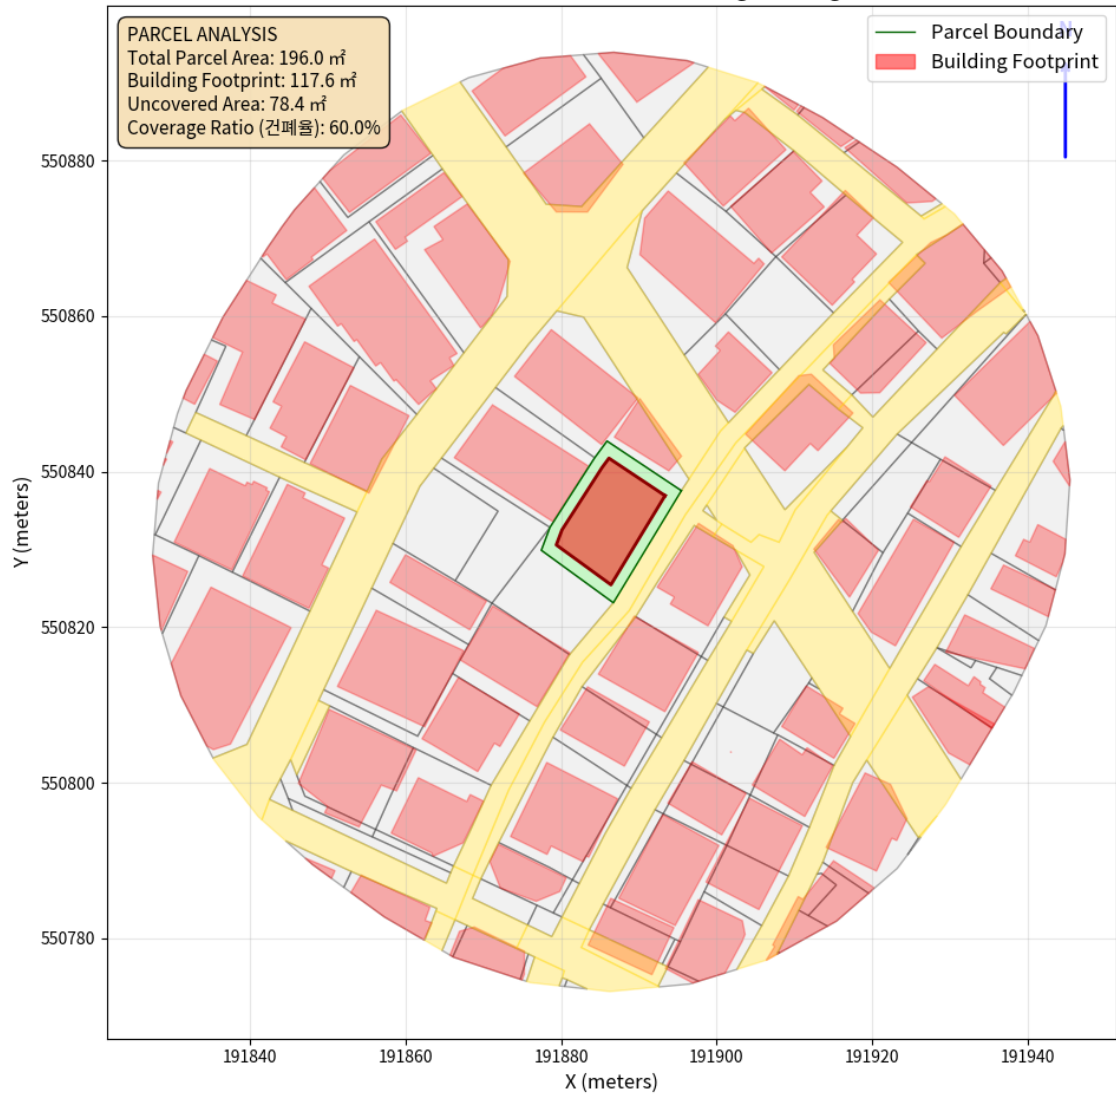 PARCEL ANALYSIS
Total Parcel Area: 196.0 ㎡
Building Footprint: 117.6 ㎡
Uncovered Area: 78.4 ㎡
Coverage Ratio (건폐율): 60.0%
N
Parcel Boundary
Building Footprint
550880
550860
550840
550820
550800
550780
Y (meters)
191840
191860
191880
191900
191920
191940
X (meters)